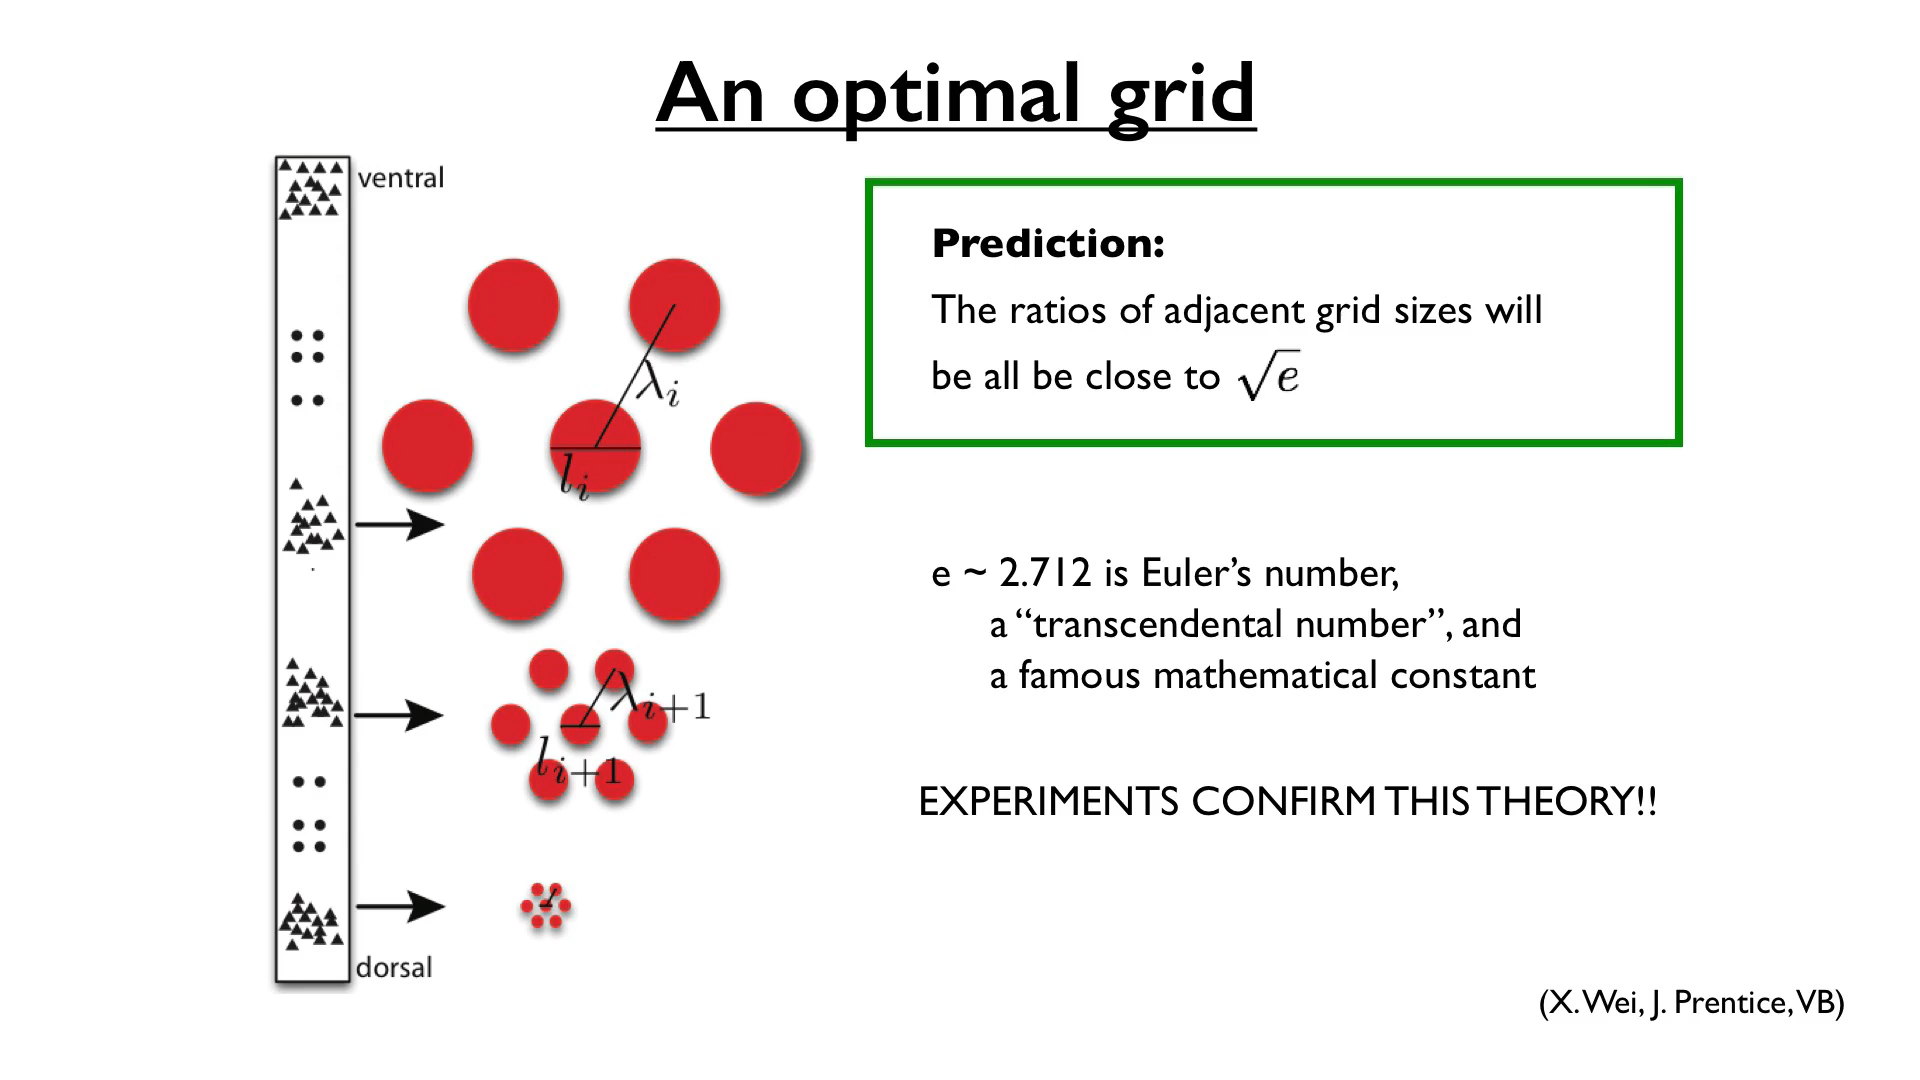 An optimal grid
ventral
Prediction:
The ratios of adjacent grid sizes will
be all be close to √e
λi
li
e ~ 2.712 is Euler’s number,
a “transcendental number”, and
a famous mathematical constant
λi+1
li+1
EXPERIMENTS CONFIRM THIS THEORY!!
dorsal
(X. Wei, J. Prentice, VB)